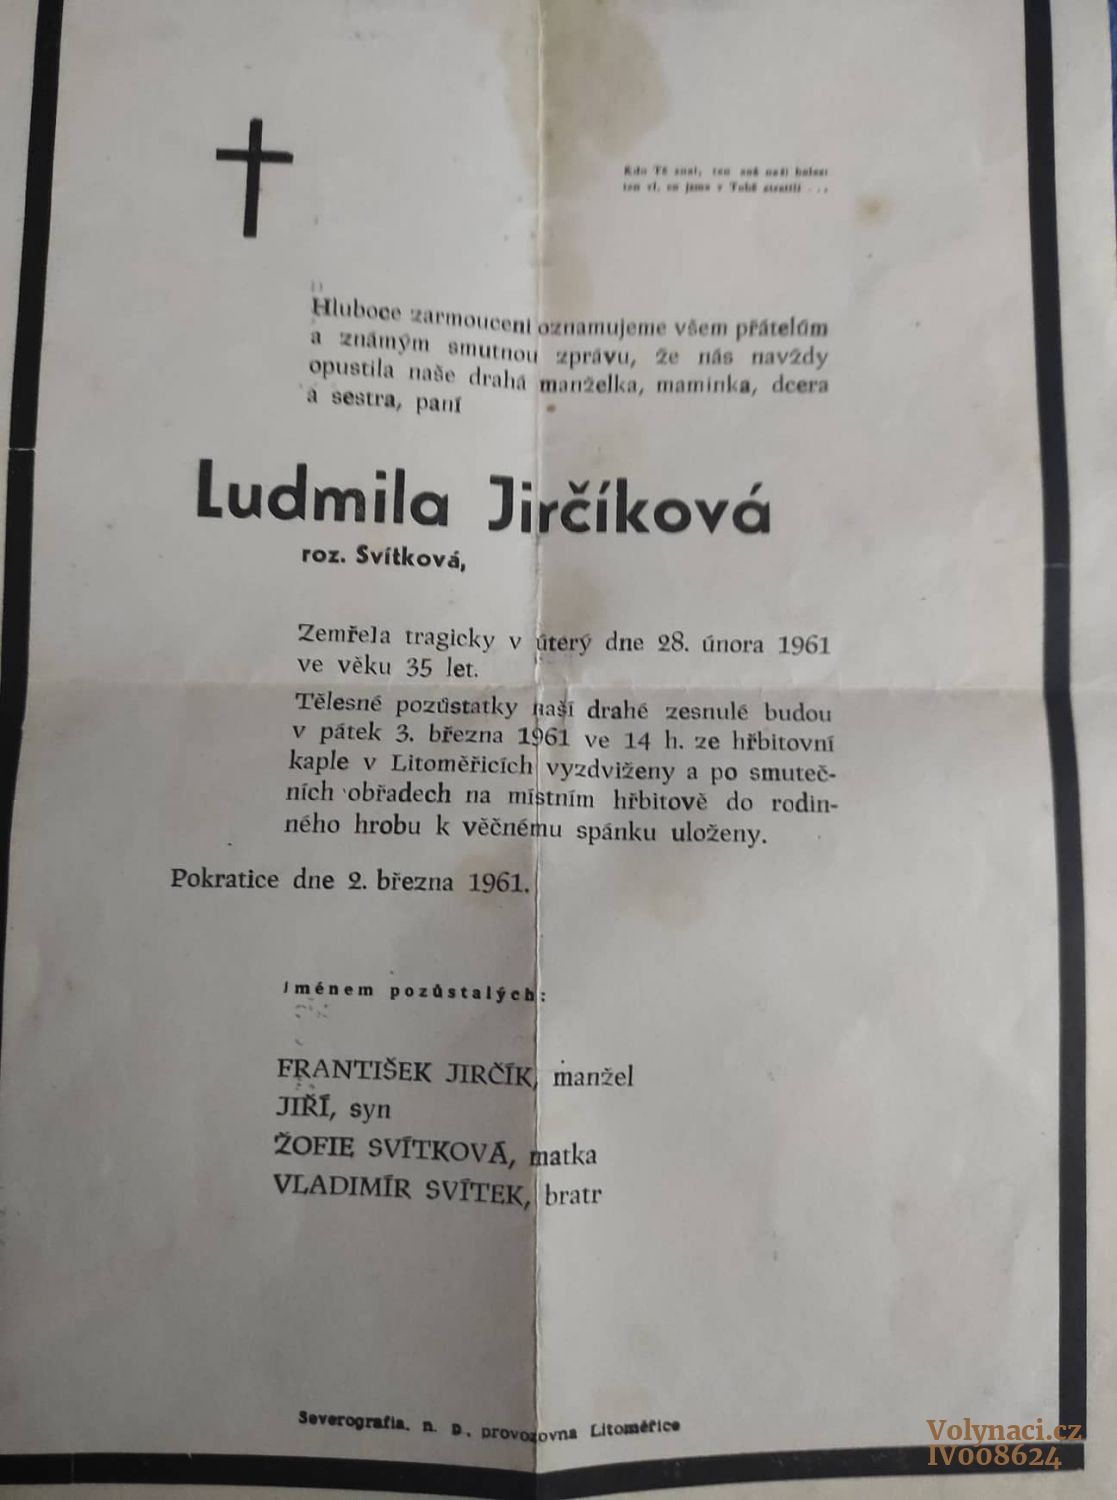 Kdo Tě znal, ten zná naši bolest
ten ví, co jsme v Tobě ztratili . . .
Hluboce zarmouceni oznamujeme všem přátelům
a známým smutnou zprávu, že nás navždy
opustila naše drahá manželka, maminka, dcera
a sestra, paní
Ludmila Jirčíková
roz. Svítková,
Zemřela tragicky v úterý dne 28. února 1961
ve věku 35 let.
Tělesné pozůstatky naší drahé zesnulé budou
v pátek 3. března 1961 ve 14 h. ze hřbitovní
kaple v Litoměřicích vyzdviženy a po smuteč-
ních obřadech na místním hřbitově do rodin-
ného hrobu k věčnému spánku uloženy.
Pokratice dne 2. března 1961.
Jménem pozůstalých:
FRANTIŠEK JIRČÍK, manžel
JIŘÍ, syn
ŽOFIE SVÍTKOVÁ, matka
VLADIMÍR SVÍTEK, bratr
Severografia, n. p., provozovna Litoměřice
Volynaci.cz
IV008624